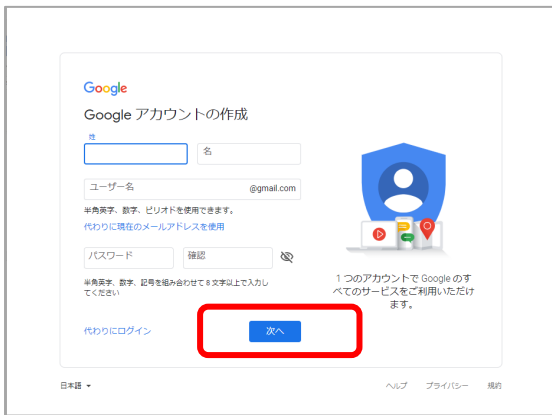 Google
Google アカウントの作成
姓
名
ユーザー名
@gmail.com
半角英字、数字、ピリオドを使用できます。
代わりに現在のメールアドレスを使用
パスワード
確認
半角英字、数字、記号を組み合わせて 8 文字以上で入力し
てください
1 つのアカウントで Google のす
べてのサービスをご利用いただけ
ます。
代わりにログイン
次へ
日本語
ヘルプ
プライバシー
規約